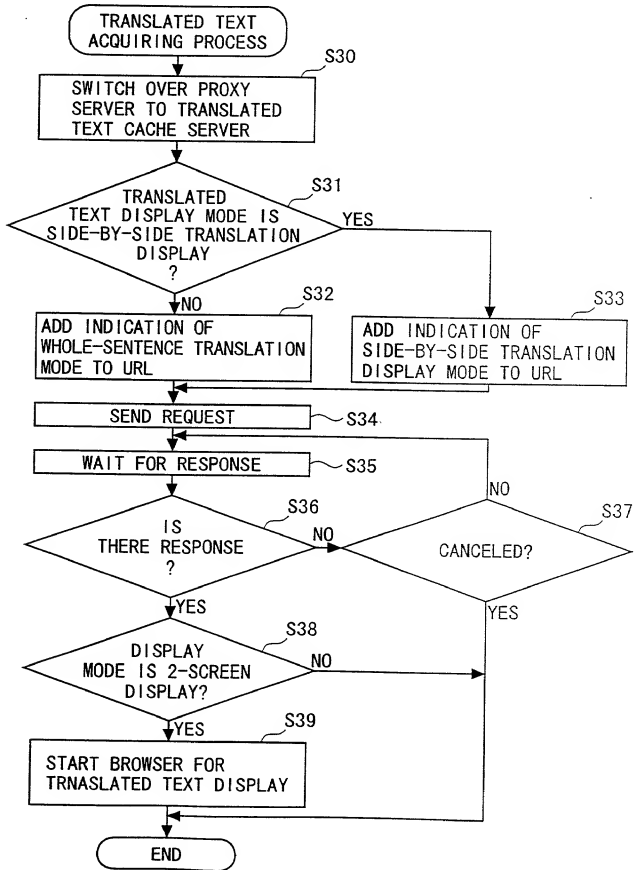 TRANSLATED TEXT
ACQUIRING PROCESS
S30
SWITCH OVER PROXY
SERVER TO TRANSLATED
TEXT CACHE SERVER
S31
TRANSLATED
TEXT DISPLAY MODE IS
SIDE-BY-SIDE TRANSLATION
DISPLAY
?
YES
NO
S32
ADD INDICATION OF
WHOLE-SENTENCE TRANSLATION
MODE TO URL
S33
ADD INDICATION OF
SIDE-BY-SIDE TRANSLATION
DISPLAY MODE TO URL
SEND REQUEST
S34
WAIT FOR RESPONSE
S35
IS
THERE RESPONSE
?
S36
NO
YES
CANCELED?
S37
NO
YES
DISPLAY
MODE IS 2-SCREEN
DISPLAY?
S38
NO
YES
S39
START BROWSER FOR
TRNASLATED TEXT DISPLAY
END